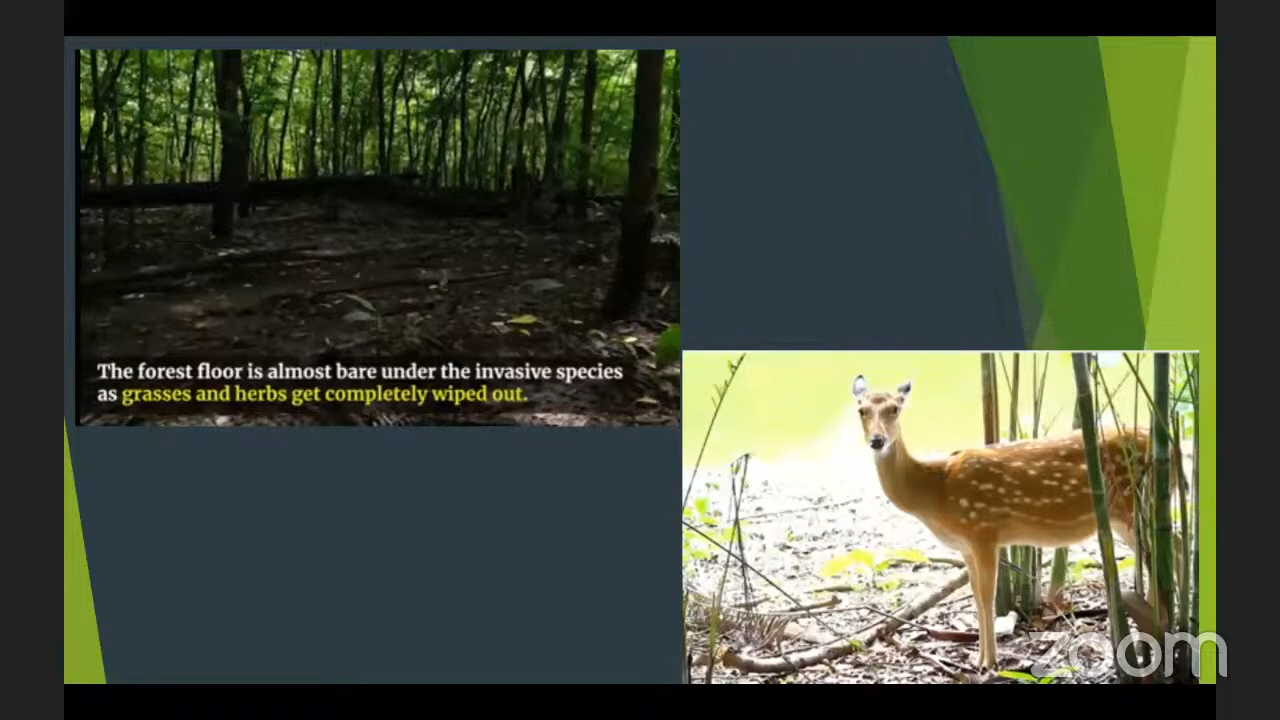 The forest floor is almost bare under the invasive species
as grasses and herbs get completely wiped out.
zoom